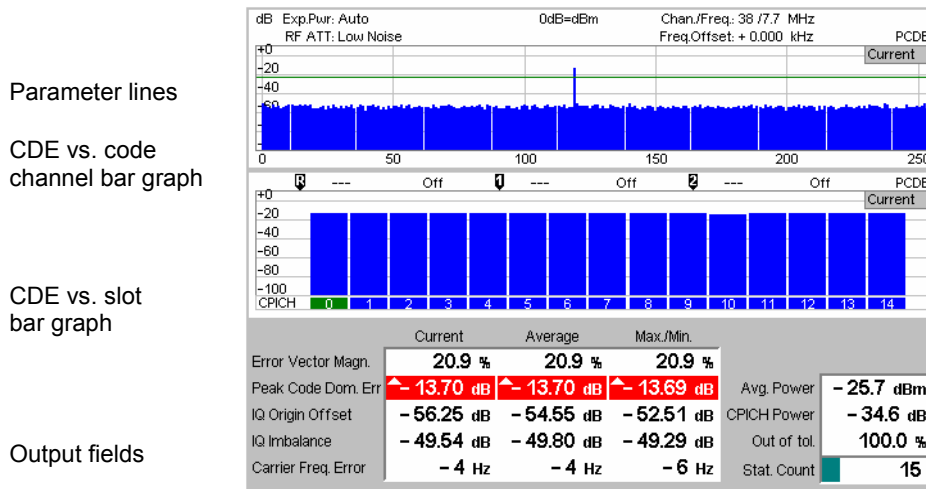 dB Exp.Pwr: Auto 0dB=dBm Chan./Freq.: 38 /7.7 MHz
RF ATT: Low Noise Freq.Offset: + 0.000 kHz PCDE
Current
+0
-20
-40
-60
0 50 100 150 200 250
Parameter lines
CDE vs. code
channel bar graph
R --- Off 1 --- Off 2 --- Off PCDE
Current
+0
-20
-40
-60
-80
-100
CPICH 0 1 2 3 4 5 6 7 8 9 10 11 12 13 14
CDE vs. slot
bar graph
Current Average Max./Min.
Error Vector Magn. 20.9 % 20.9 % 20.9 %
Peak Code Dom. Err - 13.70 dB - 13.70 dB - 13.69 dB Avg. Power - 25.7 dBm
IQ Origin Offset - 56.25 dB - 54.55 dB - 52.51 dB CPICH Power - 34.6 dBm
IQ Imbalance - 49.54 dB - 49.80 dB - 49.29 dB Out of tol. 100.0 %
Carrier Freq. Error - 4 Hz - 4 Hz - 6 Hz Stat. Count 15
Output fields